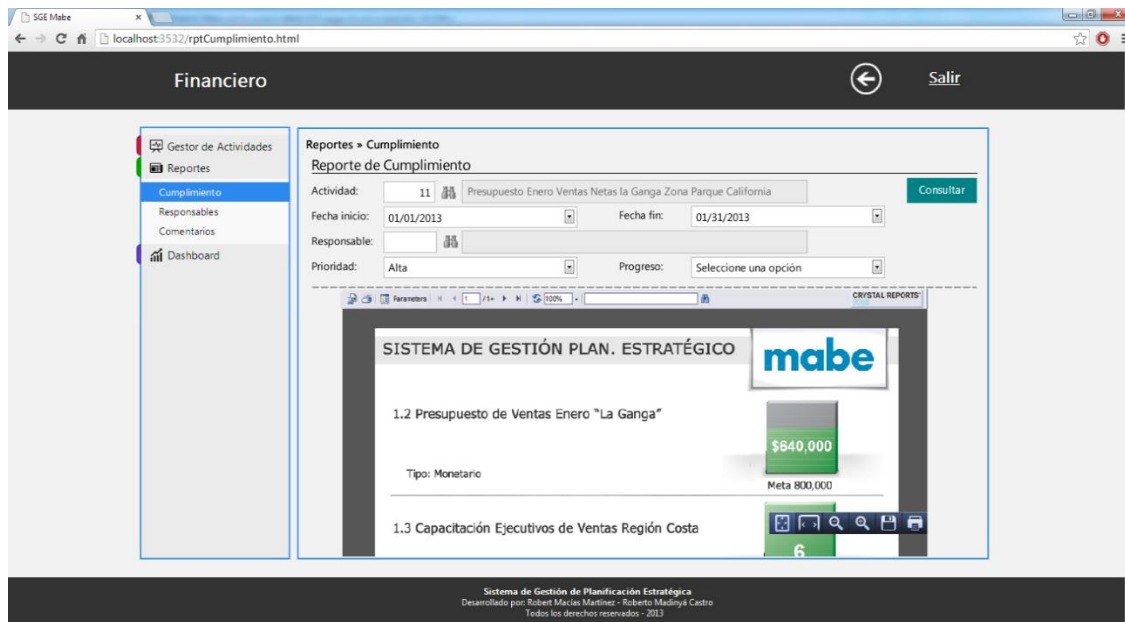 SGE Mabe
localhost:3532/rptCumplimiento.html
Financiero
Salir
Gestor de Actividades
Reportes
Cumplimiento
Responsables
Comentarios
Dashboard
Reportes » Cumplimiento
Reporte de Cumplimiento
Actividad: 11 Presupuesto Enero Ventas Netas la Ganga Zona Parque California Consultar
Fecha inicio: 01/01/2013 Fecha fin: 01/31/2013
Responsable:
Prioridad: Alta Progreso: Seleccione una opción
Parameters 1 /1+ 100% CRYSTAL REPORTS
SISTEMA DE GESTIÓN PLAN. ESTRATÉGICO
mabe
1.2 Presupuesto de Ventas Enero "La Ganga"
$640,000
Tipo: Monetario
Meta 800,000
1.3 Capacitación Ejecutivos de Ventas Región Costa
6
Sistema de Gestión de Planificación Estratégica
Desarrollado por: Robert Macías Martínez - Roberto Madinyá Castro
Todos los derechos reservados - 2013